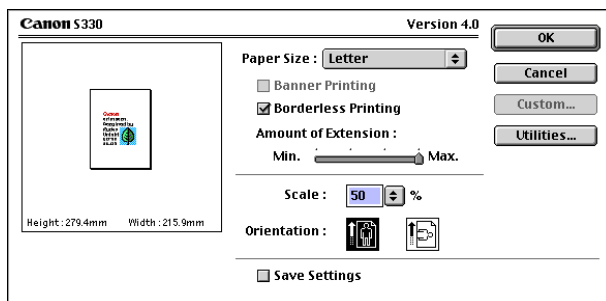 Canon S330
Version 4.0
OK
Paper Size : Letter
Cancel
Banner Printing
Custom...
Borderless Printing
Utilities...
Amount of Extension :
Min.
Max.
Scale : 50 %
Height : 279.4mm
Width : 215.9mm
Orientation :
Save Settings